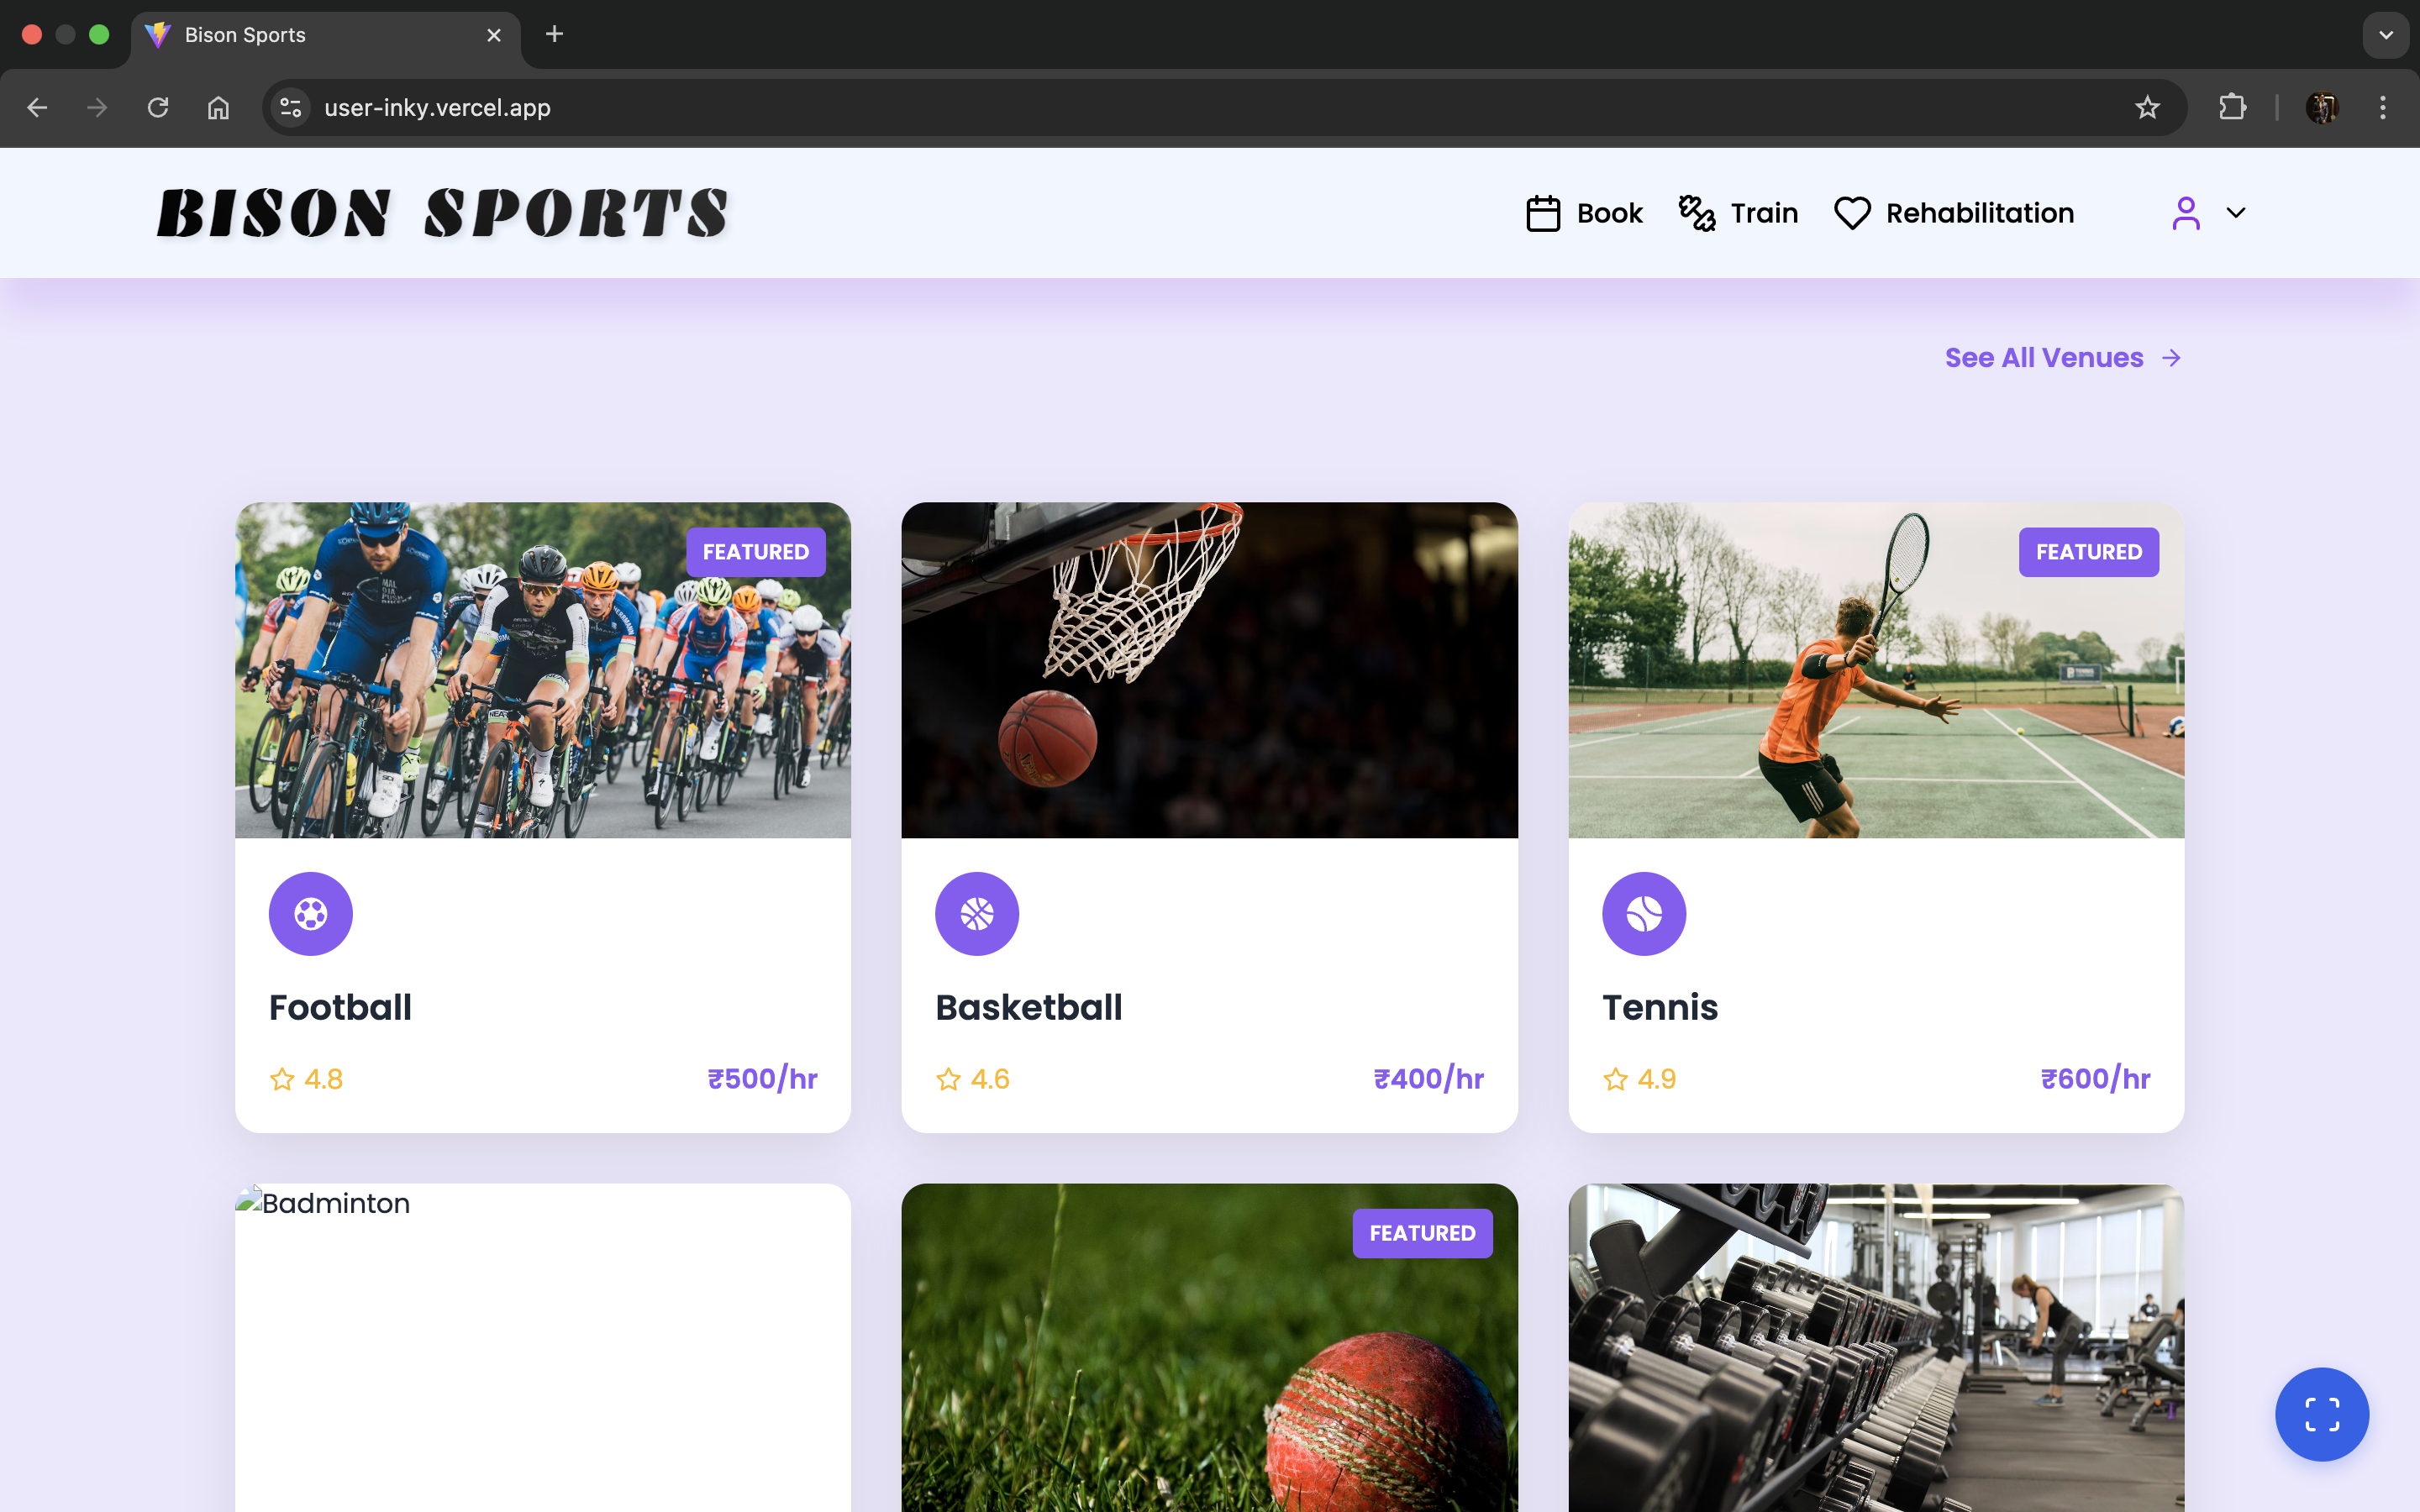 Bison Sports
user-inky.vercel.app
BISON SPORTS
Book
Train
Rehabilitation
See All Venues
FEATURED
FEATURED
Football
4.8
₹500/hr
Basketball
4.6
₹400/hr
Tennis
4.9
₹600/hr
Badminton
FEATURED